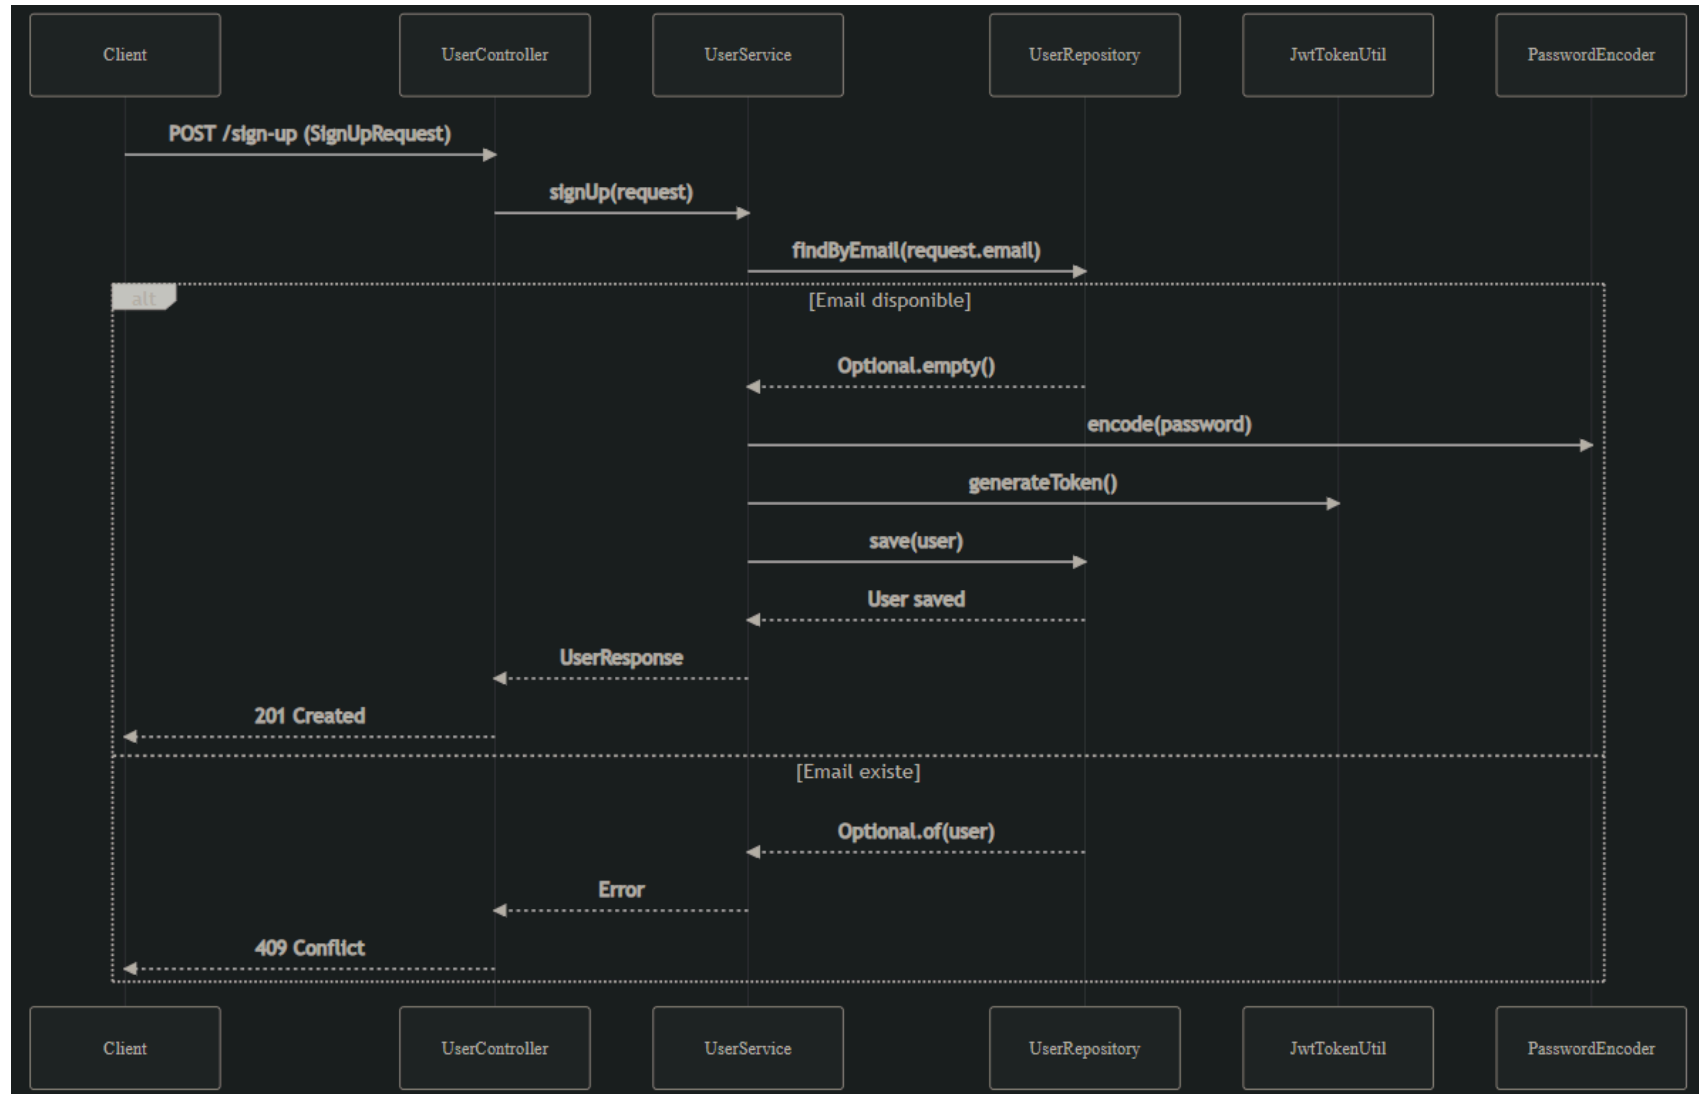 Client
UserController
UserService
UserRepository
JwtTokenUtil
PasswordEncoder
POST /sign-up (SignUpRequest)
signUp(request)
findByEmail(request.email)
alt
[Email disponible]
Optional.empty()
encode(password)
generateToken()
save(user)
User saved
UserResponse
201 Created
[Email existe]
Optional.of(user)
Error
409 Conflict
Client
UserController
UserService
UserRepository
JwtTokenUtil
PasswordEncoder